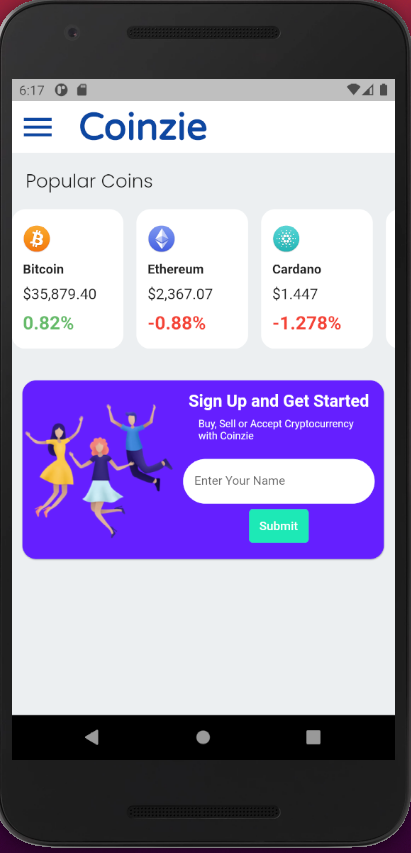 6:17
Coinzie
Popular Coins
Bitcoin
$35,879.40
0.82%
Ethereum
$2,367.07
-0.88%
Cardano
$1.447
-1.278%
Sign Up and Get Started
Buy, Sell or Accept Cryptocurrency
with Coinzie
Enter Your Name
Submit